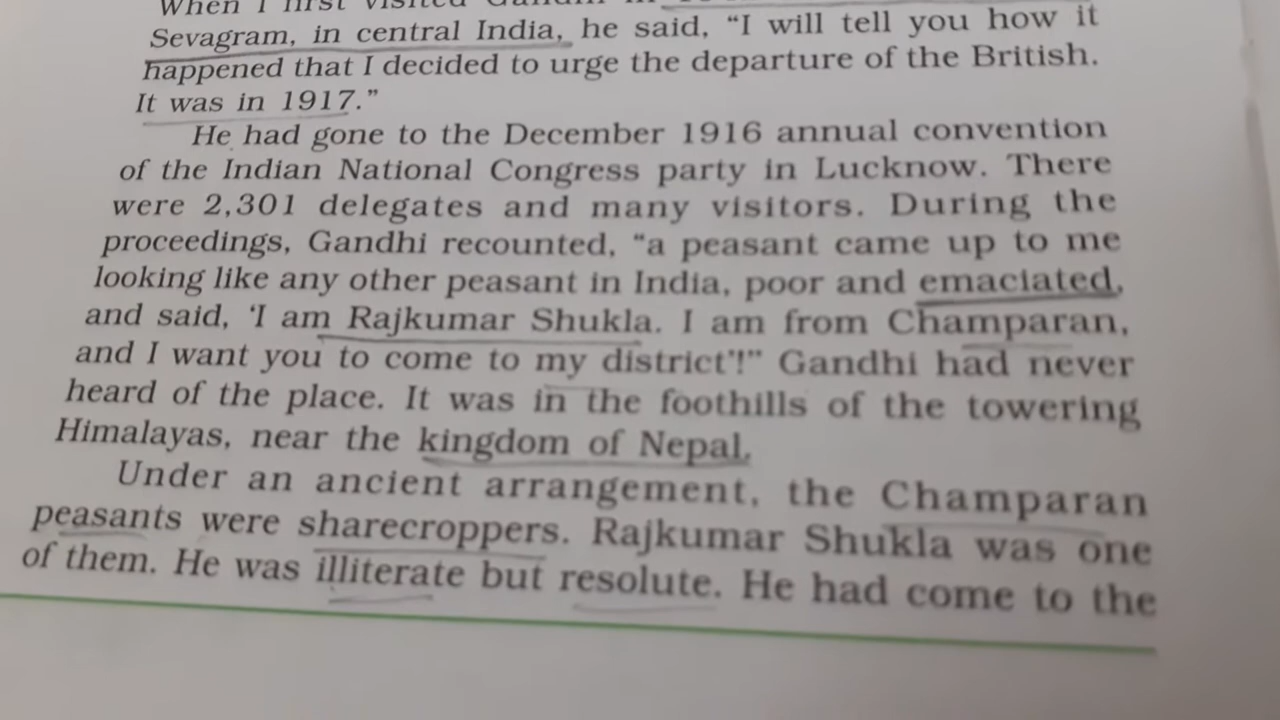 When I first visited Gandhi in
Sevagram, in central India, he said, “I will tell you how it
happened that I decided to urge the departure of the British.
It was in 1917.”
He had gone to the December 1916 annual convention
of the Indian National Congress party in Lucknow. There
were 2,301 delegates and many visitors. During the
proceedings, Gandhi recounted, “a peasant came up to me
looking like any other peasant in India, poor and emaciated,
and said, ‘I am Rajkumar Shukla. I am from Champaran,
and I want you to come to my district’!” Gandhi had never
heard of the place. It was in the foothills of the towering
Himalayas, near the kingdom of Nepal.
Under an ancient arrangement, the Champaran
peasants were sharecroppers. Rajkumar Shukla was one
of them. He was illiterate but resolute. He had come to the